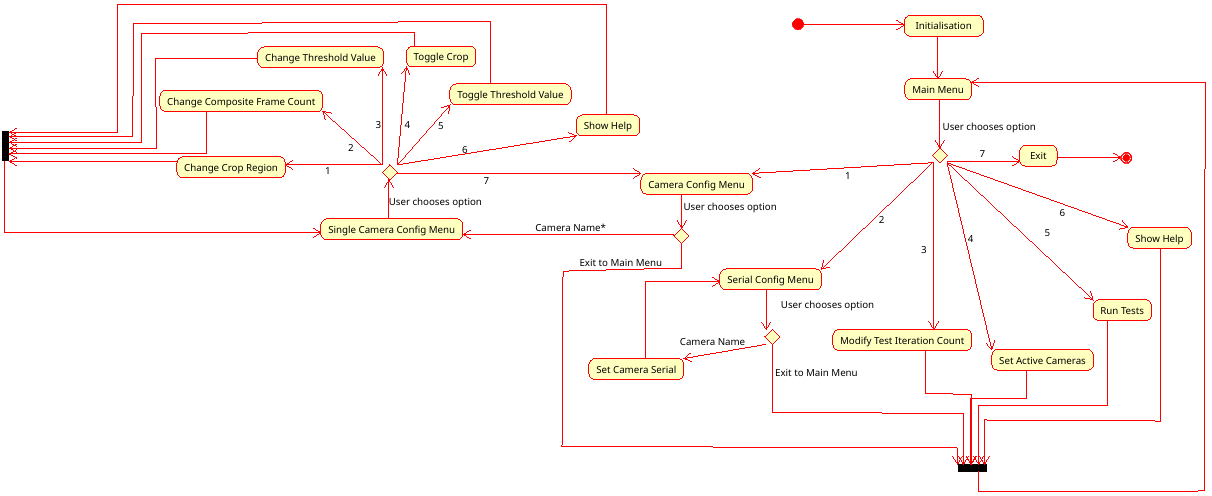 Initialisation
Change Threshold Value
Toggle Crop
Main Menu
Toggle Threshold Value
Change Composite Frame Count
3
4
5
Show Help
User chooses option
2
6
7
Exit
Change Crop Region
1
7
Camera Config Menu
1
User chooses option
User chooses option
Single Camera Config Menu
Camera Name*
2
6
3
4
5
Show Help
Exit to Main Menu
Serial Config Menu
User chooses option
Run Tests
Camera Name
Modify Test Iteration Count
Set Camera Serial
Exit to Main Menu
Set Active Cameras